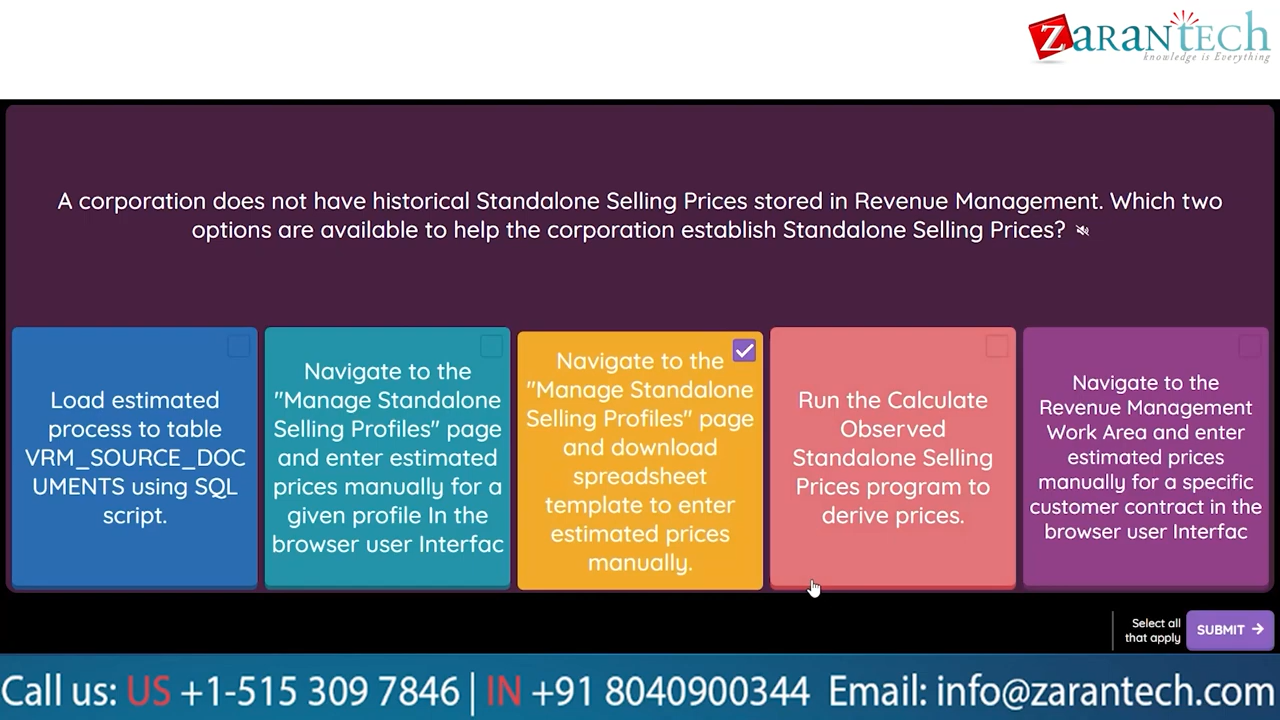 ZARANTECH
knowledge is Everything
A corporation does not have historical Standalone Selling Prices stored in Revenue Management. Which two
options are available to help the corporation establish Standalone Selling Prices?
Load estimated
process to table
VRM_SOURCE_DOC
UMENTS using SQL
script.
Navigate to the
"Manage Standalone
Selling Profiles" page
and enter estimated
prices manually for a
given profile In the
browser user Interfac
Navigate to the
"Manage Standalone
Selling Profiles" page
and download
spreadsheet
template to enter
estimated prices
manually.
Run the Calculate
Observed
Standalone Selling
Prices program to
derive prices.
Navigate to the
Revenue Management
Work Area and enter
estimated prices
manually for a specific
customer contract in the
browser user Interfac
Select all
that apply
SUBMIT →
Call us: US +1-515 309 7846 | IN +91 8040900344 Email: info@zarantech.com